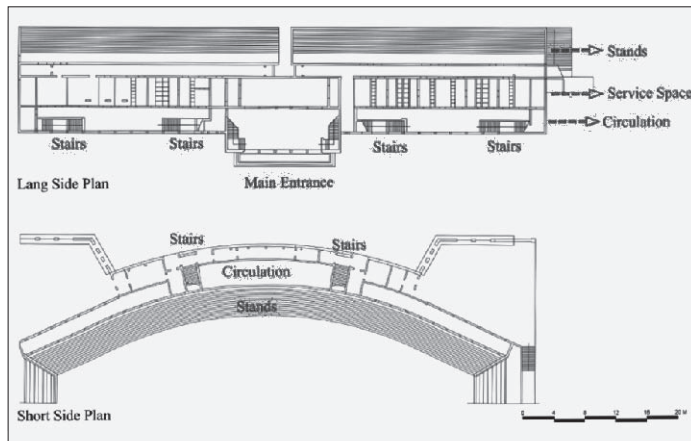 Stands
Service Space
Circulation
Stairs Stairs Stairs Stairs
Lang Side Plan
Main Entrance
Stairs Stairs
Circulation
Stands
Short Side Plan
0 4 8 12 16 20 M